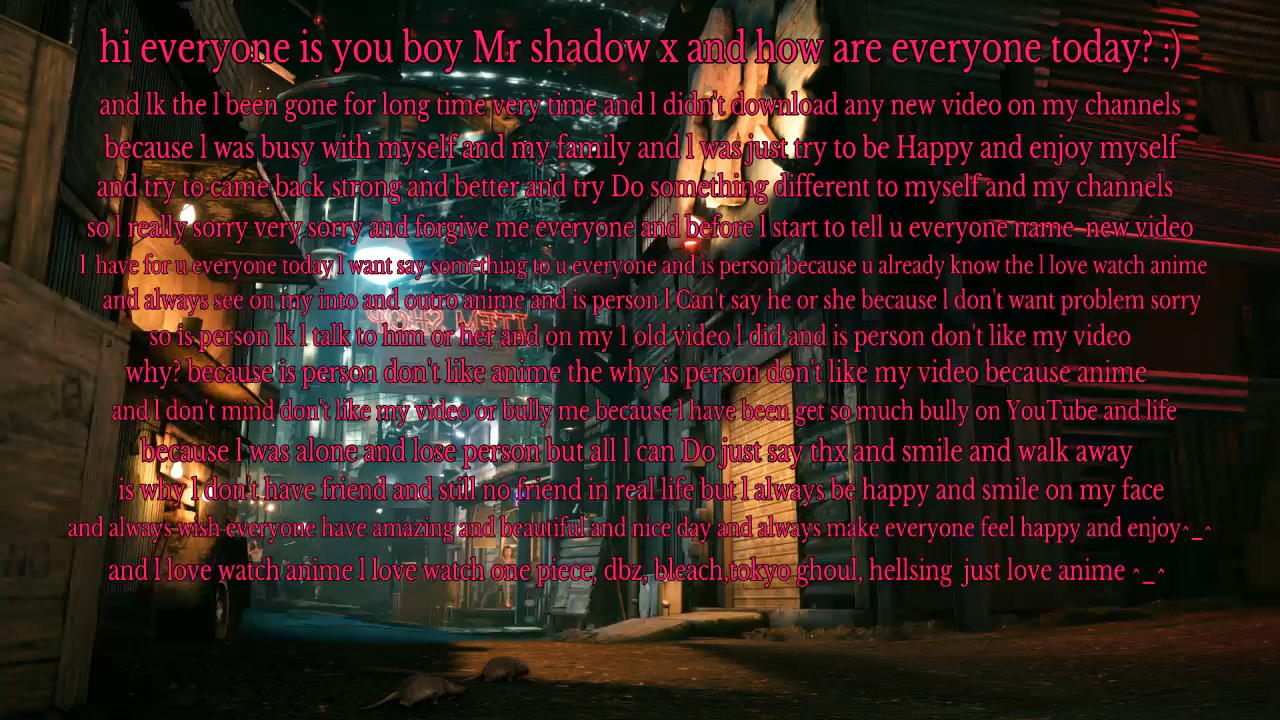 hi everyone is you boy Mr shadow x and how are everyone today? :)
and lk the l been gone for long time very time and l didn't download any new video on my channels
because l was busy with myself and my family and l was just try to be Happy and enjoy myself
and try to came back strong and better and try Do something different to myself and my channels
so l really sorry very sorry and forgive me everyone and before l start to tell u everyone name new video
l have for u everyone today l want say something to u everyone and is person because u already know the l love watch anime
and always see on my into and outro anime and is person l Can't say he or she because l don't want problem sorry
so is person lk l talk to him or her and on my 1 old video l did and is person don't like my video
why? because is person don't like anime the why is person don't like my video because anime
and l don't mind don't like my video or bully me because l have been get so much bully on YouTube and life
because l was alone and lose person but all l can Do just say thx and smile and walk away
is why l don't have friend and still no friend in real life but l always be happy and smile on my face
and always wish everyone have amazing and beautiful and nice day and always make everyone feel happy and enjoy^_^
and l love watch anime l love watch one piece, dbz, bleach,tokyo ghoul, hellsing just love anime ^_^